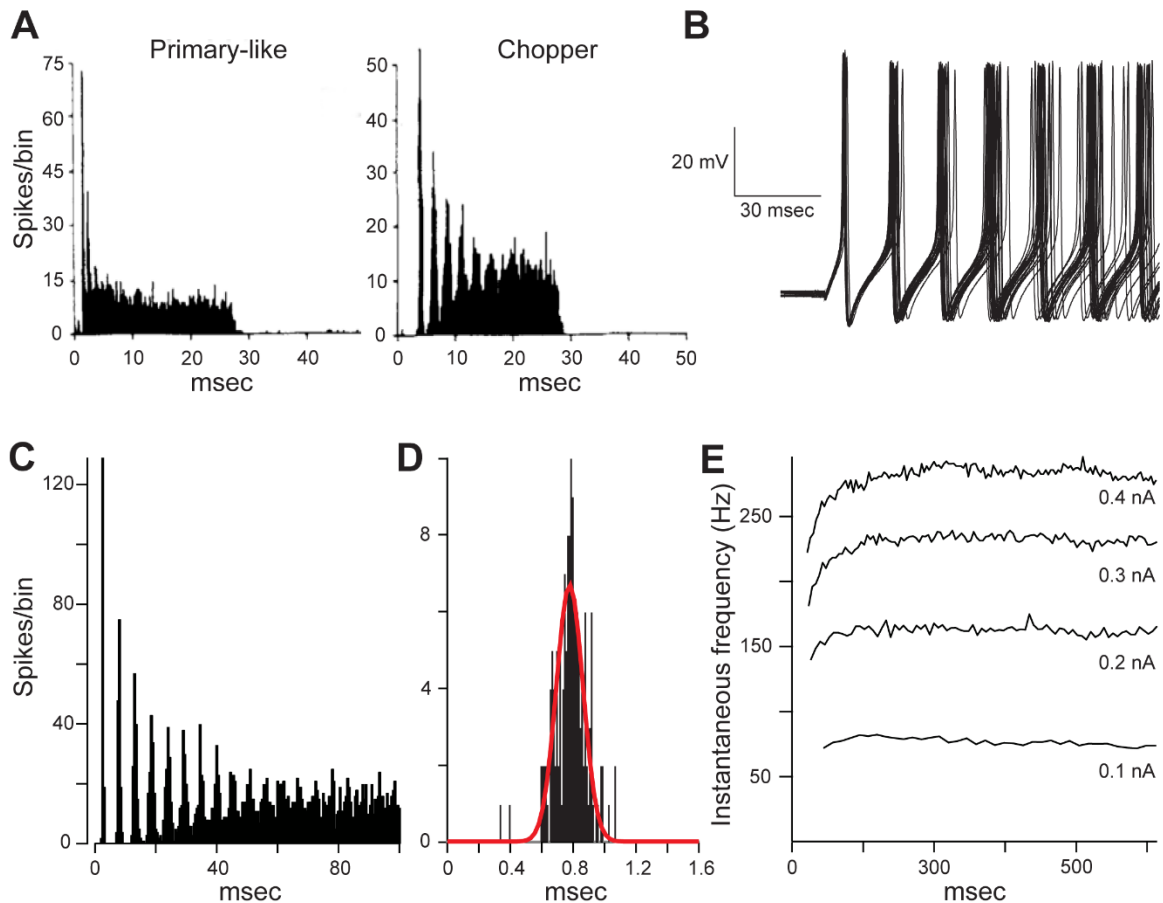 A
Primary-like
Chopper
Spikes/bin
75
60
45
30
15
0
0
10
20
40
msec
50
40
30
20
10
0
0
10
20
30
40
50
msec
B
20 mV
30 msec
C
Spikes/bin
120
80
40
0
0
40
80
msec
D
8
4
0
0
0.4
0.8
1.2
1.6
msec
E
Instantaneous frequency (Hz)
250
150
50
0.4 nA
0.3 nA
0.2 nA
0.1 nA
0
300
500
msec